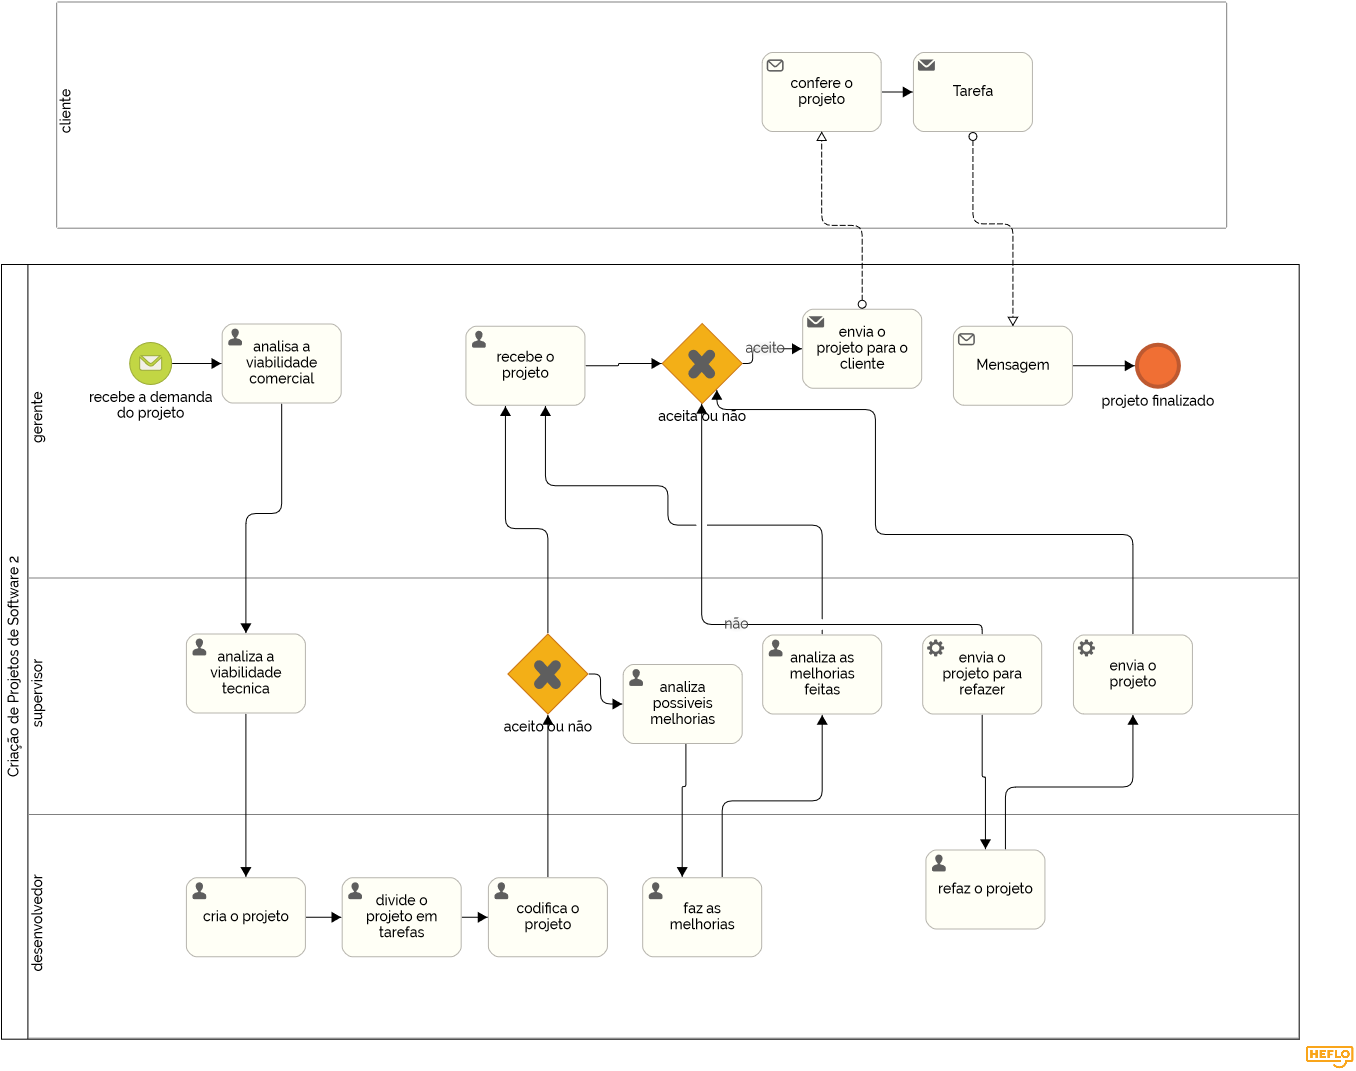 cliente
confere o
projeto
Tarefa
Criação de Projetos de Software 2
gerente
recebe a demanda
do projeto
analisa a
viabilidade
comercial
recebe o
projeto
aceita ou não
aceito
envia o
projeto para o
cliente
Mensagem
projeto finalizado
supervisor
analiza a
viabilidade
tecnica
aceito ou não
analiza
possiveis
melhorias
não
analiza as
melhorias
feitas
envia o
projeto para
refazer
envia o
projeto
desenvolvedor
cria o projeto
divide o
projeto em
tarefas
codifica o
projeto
faz as
melhorias
refaz o projeto
HEFLO